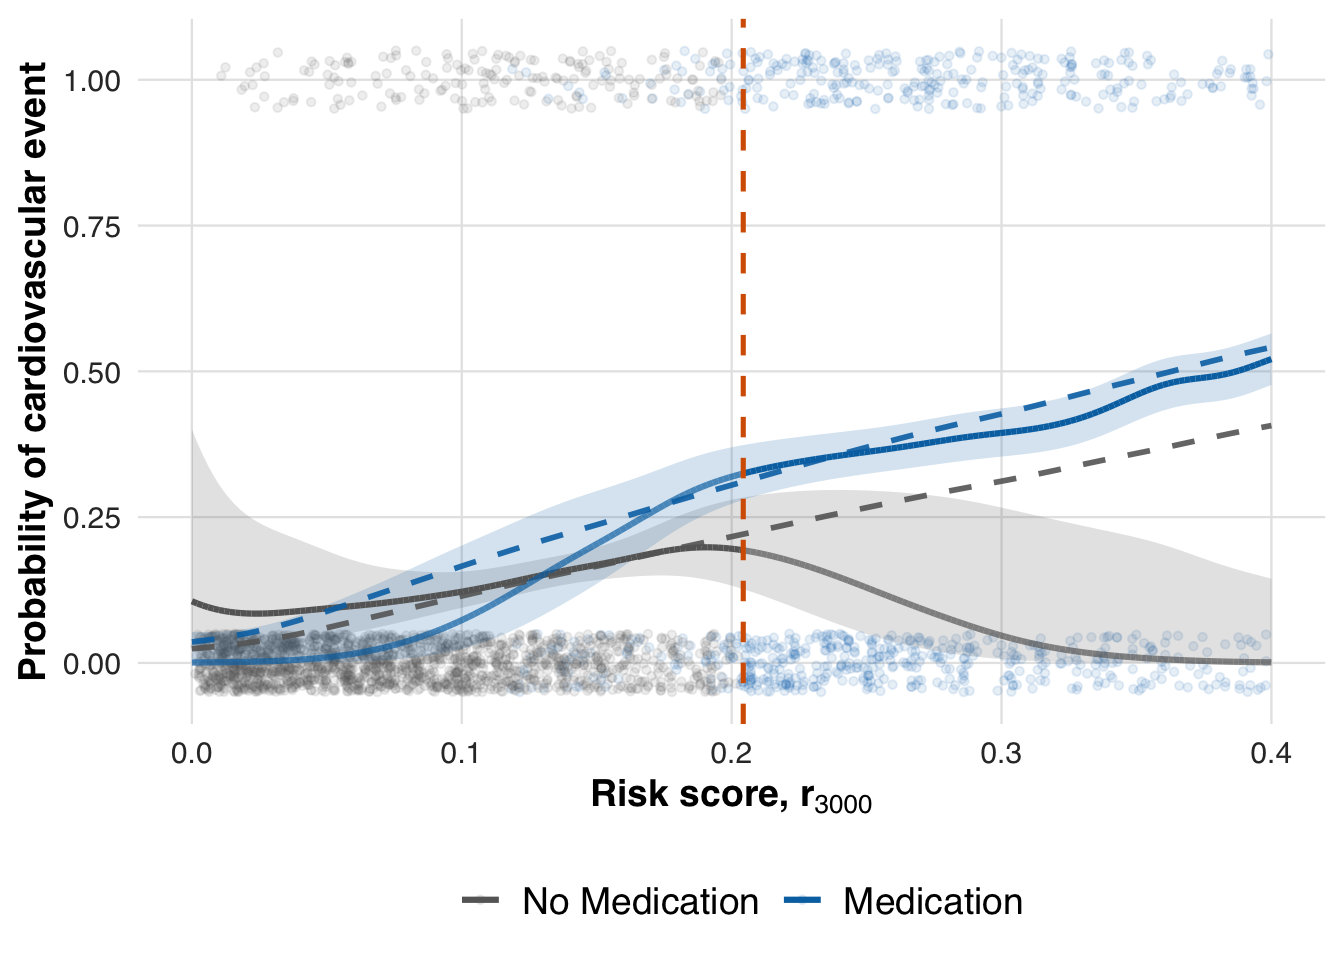 Probability of cardiovascular event
1.00
0.75
0.50
0.25
0.00
0.0 0.1 0.2 0.3 0.4
Risk score, r3000
No Medication Medication